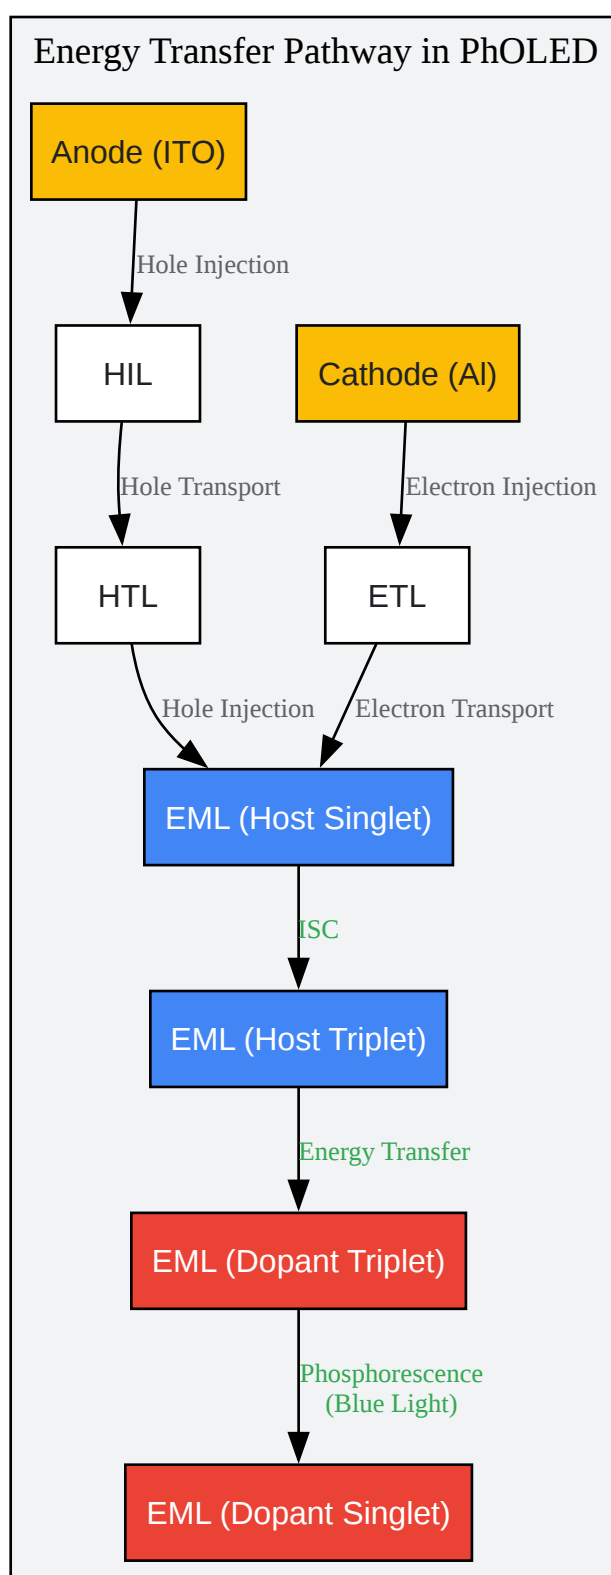 Energy Transfer Pathway in PhOLED
Anode (ITO)
Hole Injection
HIL
Cathode (Al)
Hole Transport
Electron Injection
HTL
ETL
Hole Injection
Electron Transport
EML (Host Singlet)
ISC
EML (Host Triplet)
Energy Transfer
EML (Dopant Triplet)
Phosphorescence
(Blue Light)
EML (Dopant Singlet)